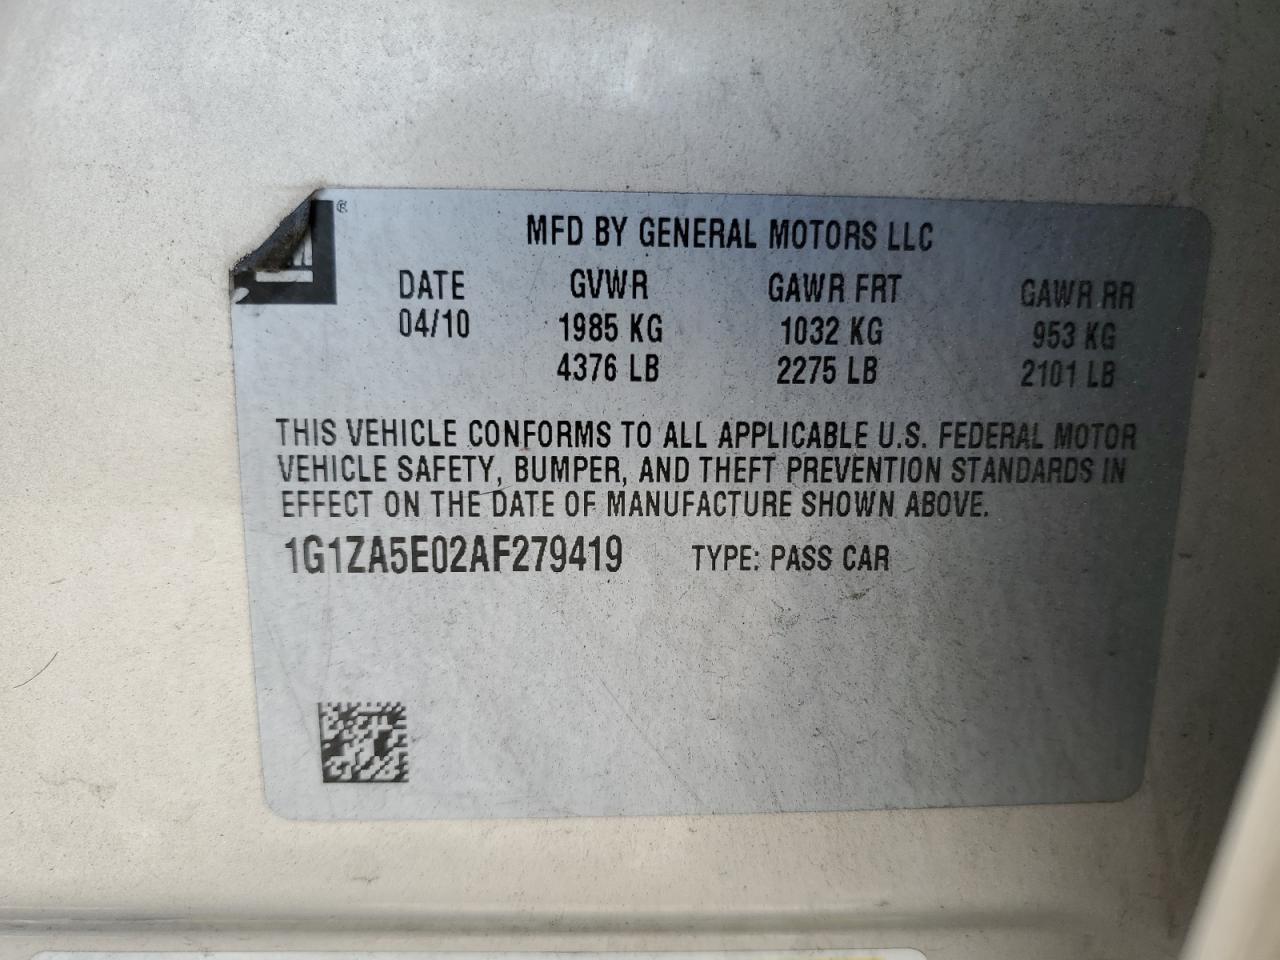 ®
MFD BY GENERAL MOTORS LLC
DATE GVWR GAWR FRT GAWR RR
04/10 1985 KG 1032 KG 953 KG
4376 LB 2275 LB 2101 LB
THIS VEHICLE CONFORMS TO ALL APPLICABLE U.S. FEDERAL MOTOR
VEHICLE SAFETY, BUMPER, AND THEFT PREVENTION STANDARDS IN
EFFECT ON THE DATE OF MANUFACTURE SHOWN ABOVE.
1G1ZA5E02AF279419 TYPE: PASS CAR